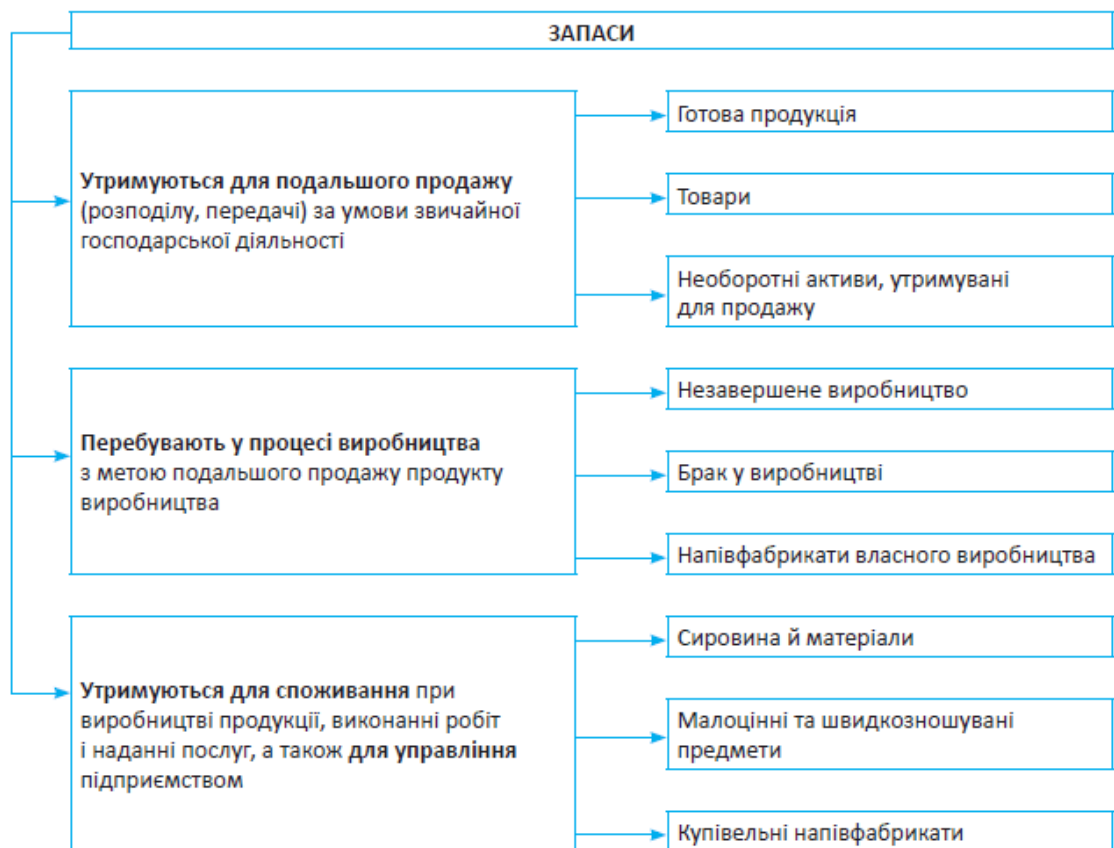 ЗАПАСИ
Утримуються для подальшого продажу
(розподілу, передачі) за умови звичайної
господарської діяльності
Готова продукція
Товари
Необоротні активи, утримувані
для продажу
Перебувають у процесі виробництва
з метою подальшого продажу продукту
виробництва
Незавершене виробництво
Брак у виробництві
Напівфабрикати власного виробництва
Утримуються для споживання при
виробництві продукції, виконанні робіт
і наданні послуг, а також для управління
підприємством
Сировина й матеріали
Малоцінні та швидкозношувані
предмети
Купівельні напівфабрикати